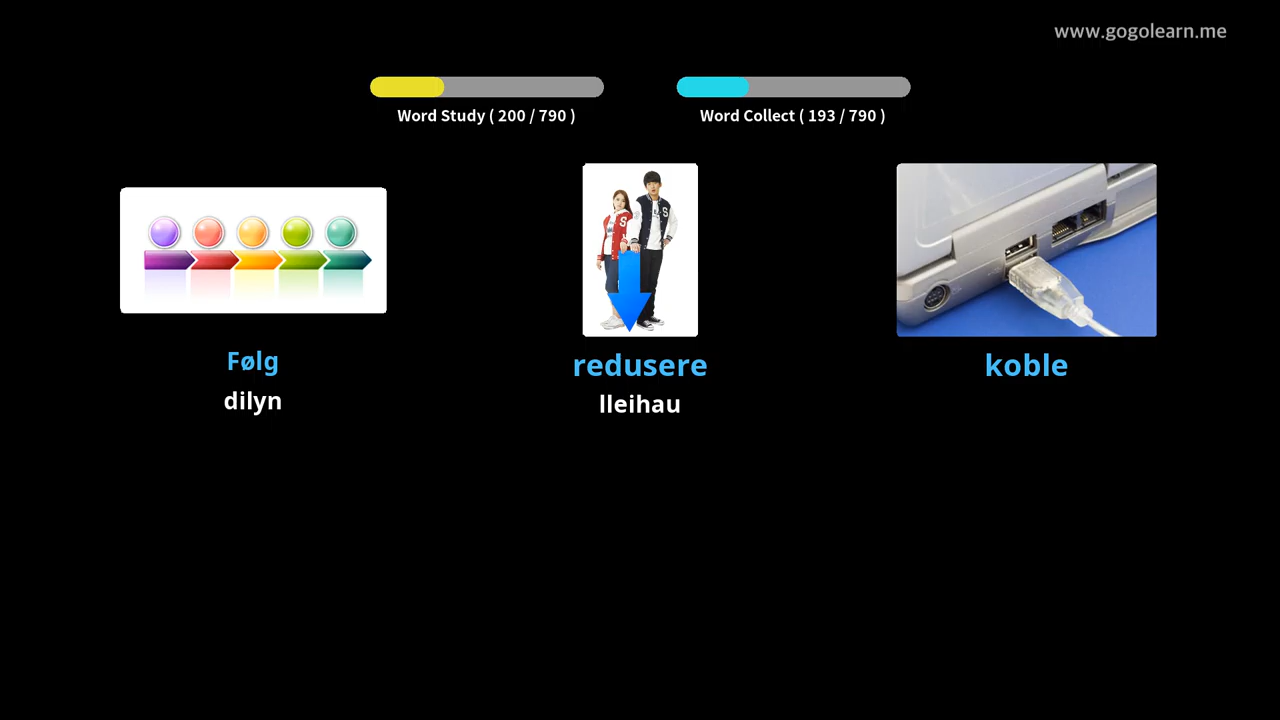 www.gogolearn.me
Word Study ( 200 / 790 )
Word Collect ( 193 / 790 )
Følg
dilyn
redusere
lleihau
koble